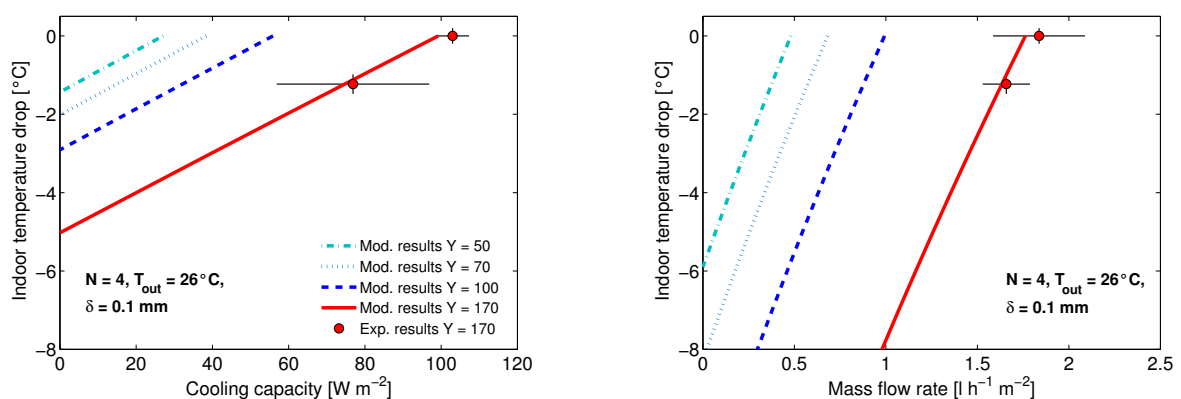 0
−2
−4
−6
−8
Indoor temperature drop [°C]
Mod. results Y = 50
Mod. results Y = 70
Mod. results Y = 100
Mod. results Y = 170
Exp. results Y = 170
N = 4, Tout = 26°C,
δ = 0.1 mm
0 20 40 60 80 100 120
Cooling capacity [W m−2]
0
−2
−4
−6
−8
Indoor temperature drop [°C]
N = 4, Tout = 26°C,
δ = 0.1 mm
0 0.5 1 1.5 2 2.5
Mass flow rate [l h−1 m−2]